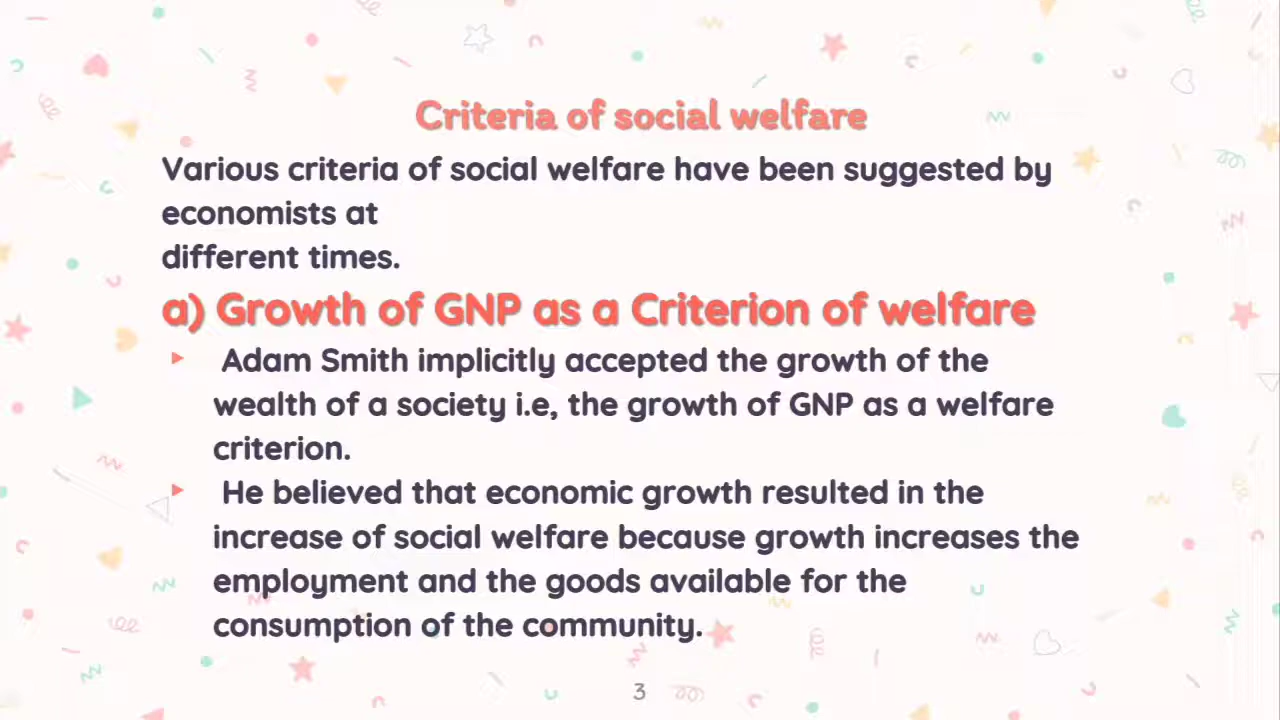 Criteria of social welfare
Various criteria of social welfare have been suggested by
economists at
different times.
a) Growth of GNP as a Criterion of welfare
Adam Smith implicitly accepted the growth of the
wealth of a society i.e, the growth of GNP as a welfare
criterion.
He believed that economic growth resulted in the
increase of social welfare because growth increases the
employment and the goods available for the
consumption of the community.
3